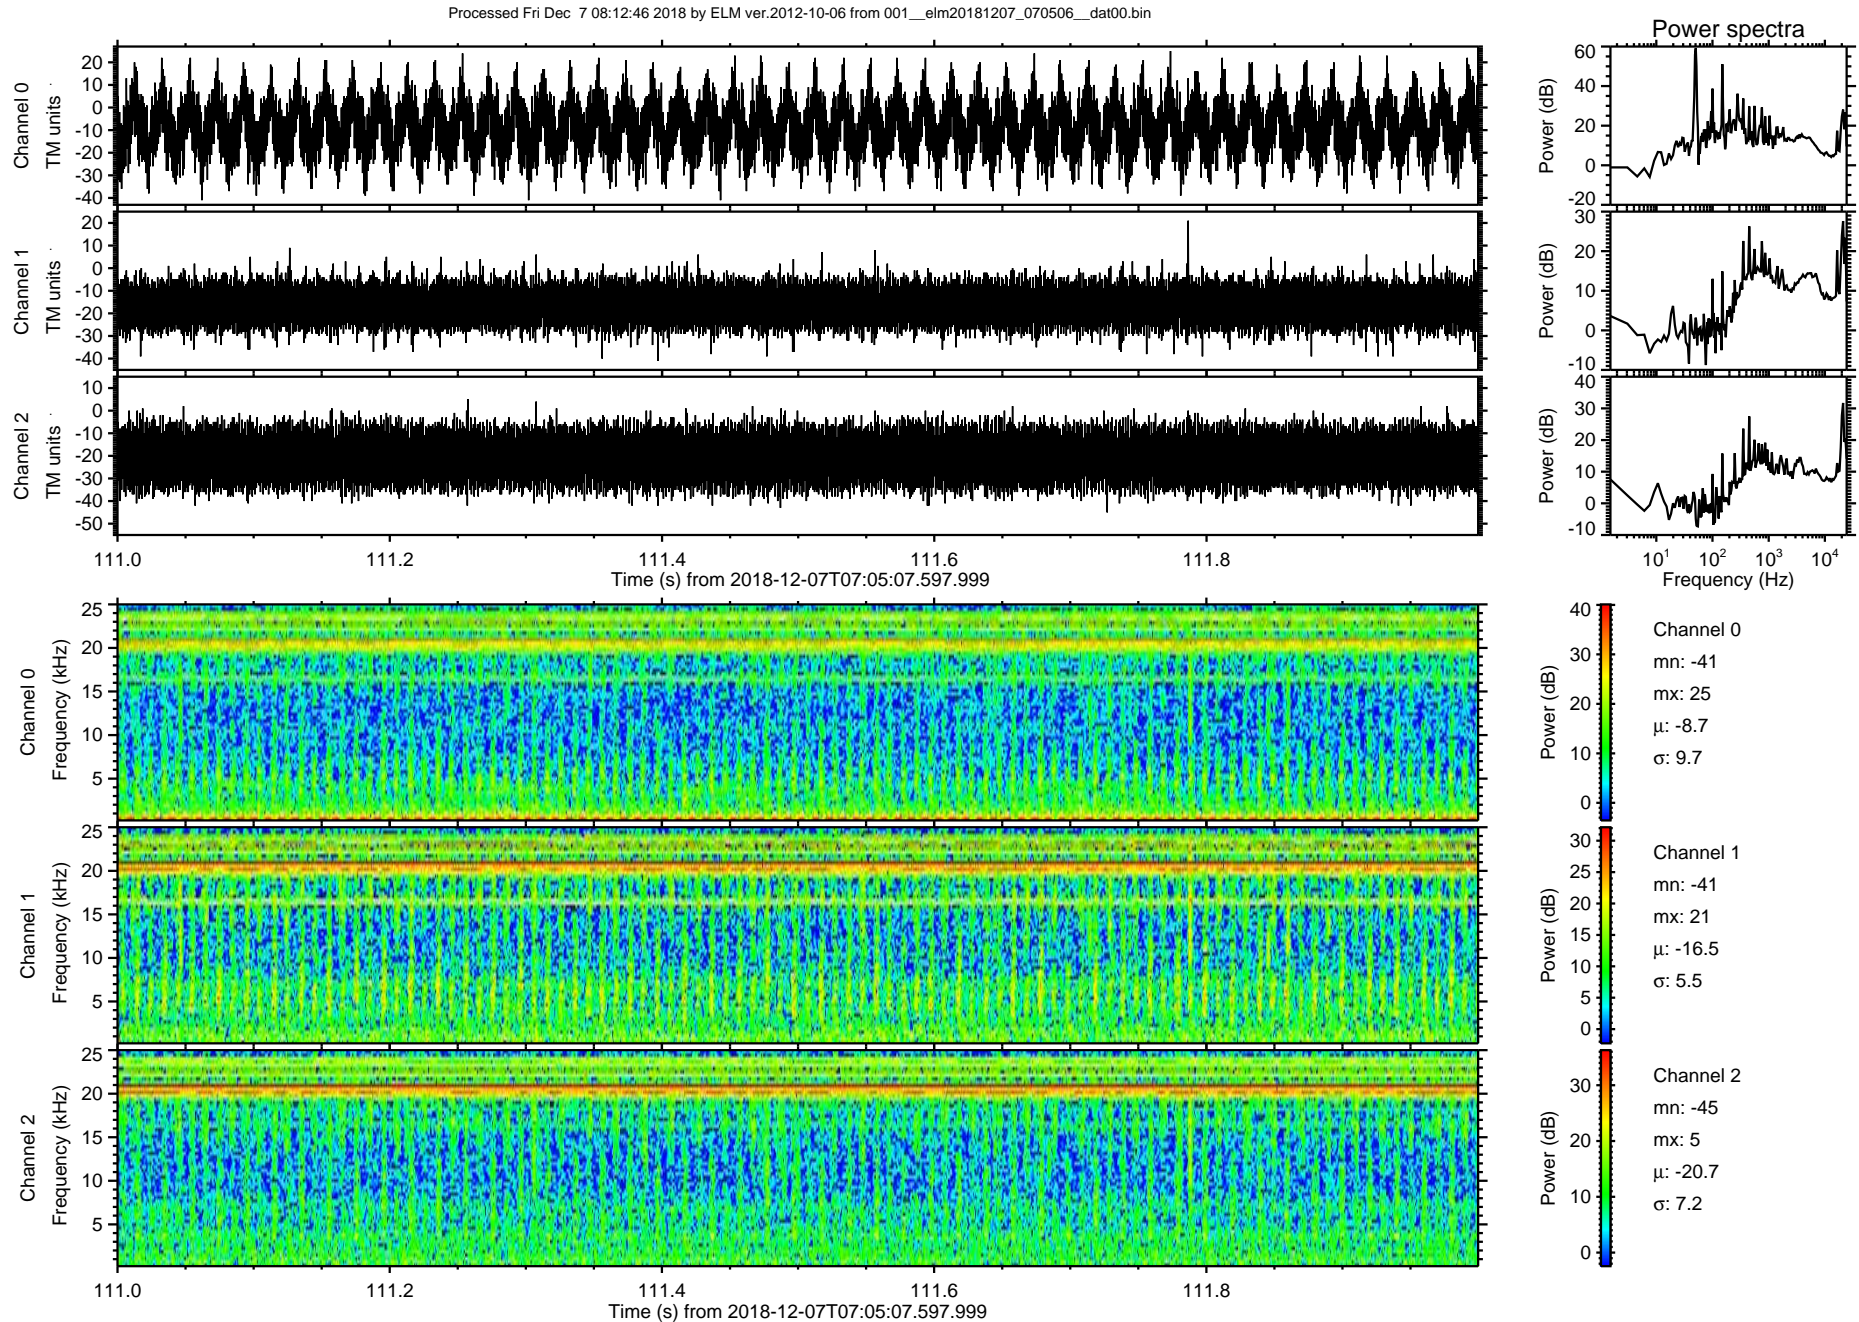 Processed Fri Dec 7 08:12:46 2018 by ELM ver.2012-10-06 from 001__elm20181207_070506__dat00.bin
Power spectra
Channel 0
TM units
20
10
0
-10
-20
-30
-40
Power (dB)
60
40
20
0
-20
Channel 1
TM units
20
10
0
-10
-20
-30
-40
Power (dB)
30
20
10
0
-10
Channel 2
TM units
10
0
-10
-20
-30
-40
-50
Power (dB)
40
30
20
10
0
-10
111.0 111.2 111.4 111.6 111.8
Time (s) from 2018-12-07T07:05:07.597.999
10^1 10^2 10^3 10^4
Frequency (Hz)
Channel 0
Frequency (kHz)
25
20
15
10
5
Power (dB)
40
30
20
10
0
Channel 0
mn: -41
mx: 25
μ: -8.7
σ: 9.7
Channel 1
Frequency (kHz)
25
20
15
10
5
Power (dB)
30
25
20
15
10
5
0
Channel 1
mn: -41
mx: 21
μ: -16.5
σ: 5.5
Channel 2
Frequency (kHz)
25
20
15
10
5
Power (dB)
30
20
10
0
Channel 2
mn: -45
mx: 5
μ: -20.7
σ: 7.2
111.0 111.2 111.4 111.6 111.8
Time (s) from 2018-12-07T07:05:07.597.999